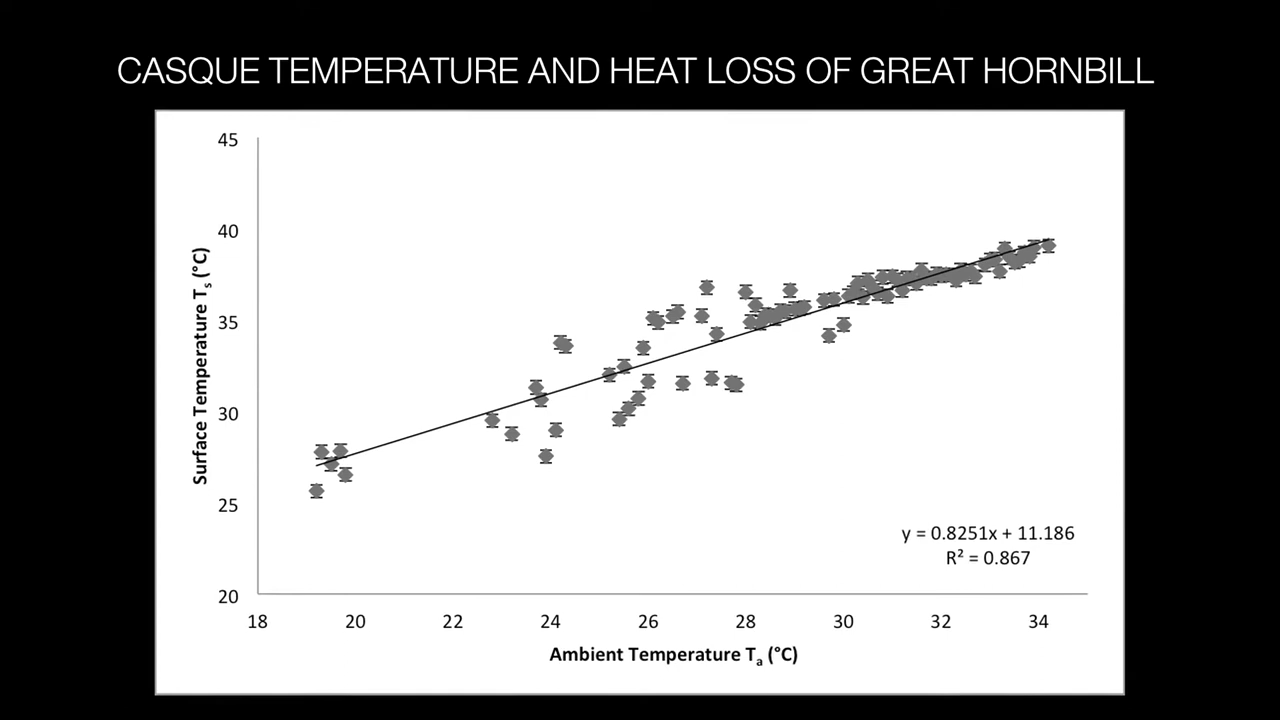 CASQUE TEMPERATURE AND HEAT LOSS OF GREAT HORNBILL
45
40
35
30
25
20
Surface Temperature Tₛ (°C)
y = 0.8251x + 11.186
R² = 0.867
18 20 22 24 26 28 30 32 34
Ambient Temperature Tₐ (°C)